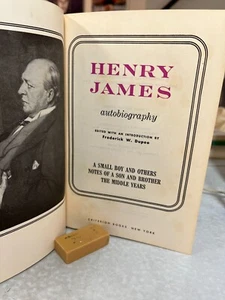 HENRY
JAMES
autobiography
EDITED WITH AN INTRODUCTION BY
Frederick W. Dupee
A SMALL BOY AND OTHERS
NOTES OF A SON AND BROTHER
THE MIDDLE YEARS
CRITERION BOOKS, NEW YORK